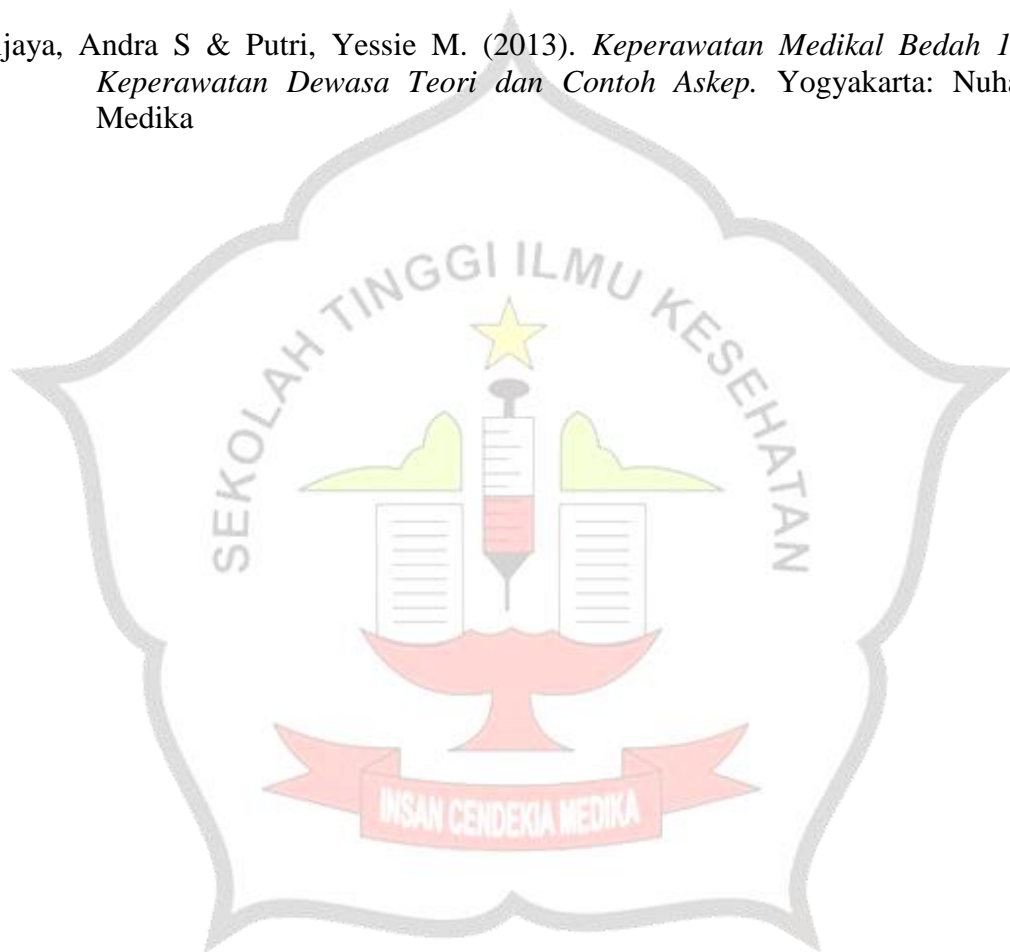 jaya, Andra S & Putri, Yessie M. (2013). Keperawatan Medikal Bedah 1
Keperawatan Dewasa Teori dan Contoh Askep. Yogyakarta: Nuha
Medika
SEKOLAH TINGGI ILMU KESEHATAN
INSAN CENDEKIA MEDIKA